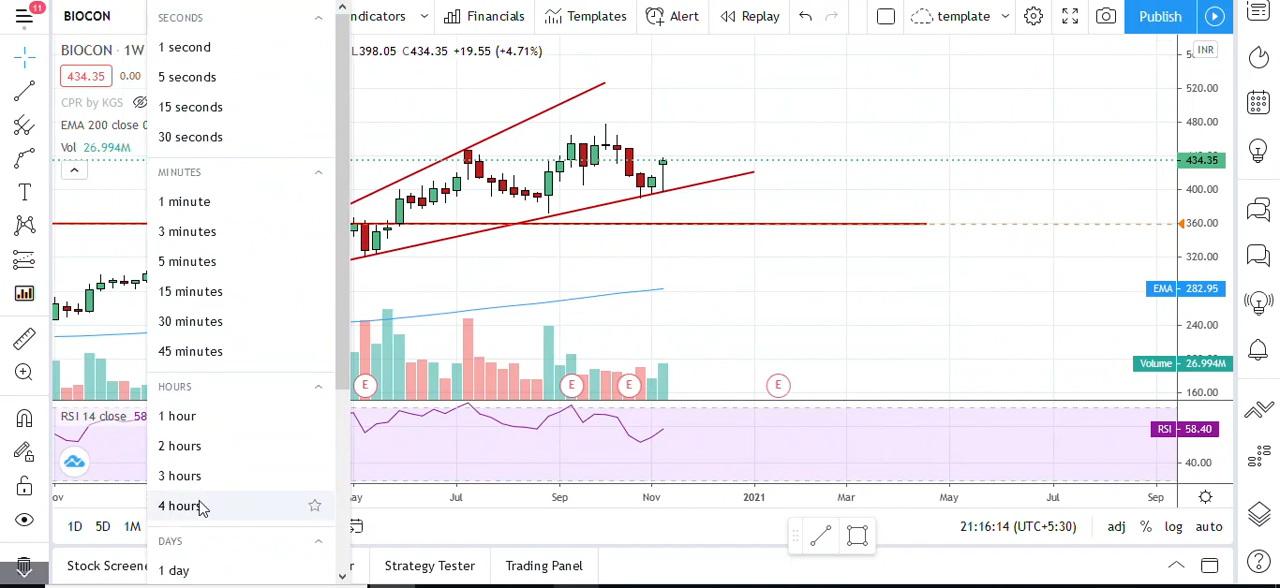 11
BIOCON
ndicators
Financials
Templates
Alert
Replay
template
Publish
BIOCON · 1W
L398.05 C434.35 +19.55 (+4.71%)
INR
434.35 0.00
CPR by KGS
EMA 200 close 0
Vol 26.994M
SECONDS
1 second
5 seconds
15 seconds
30 seconds
MINUTES
1 minute
3 minutes
5 minutes
15 minutes
30 minutes
45 minutes
HOURS
1 hour
2 hours
3 hours
4 hours
DAYS
1 day
520.00
480.00
434.35
400.00
360.00
320.00
EMA 282.95
240.00
Volume 26.994M
160.00
E E E E
RSI 14 close 58
RSI 58.40
40.00
ov
ay Jul Sep Nov 2021 Mar May Jul Sep
1D 5D 1M
21:16:14 (UTC+5:30)
adj % log auto
Stock Screene
r
Strategy Tester
Trading Panel